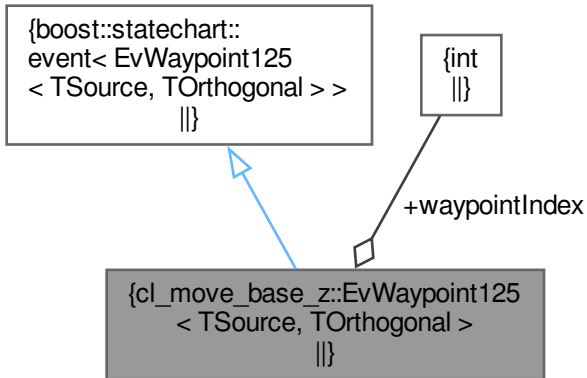 {boost::statechart::
event< EvWaypoint125
< TSource, TOrthogonal > >
||}
{int
||}
+waypointIndex
{cl_move_base_z::EvWaypoint125
< TSource, TOrthogonal >
||}